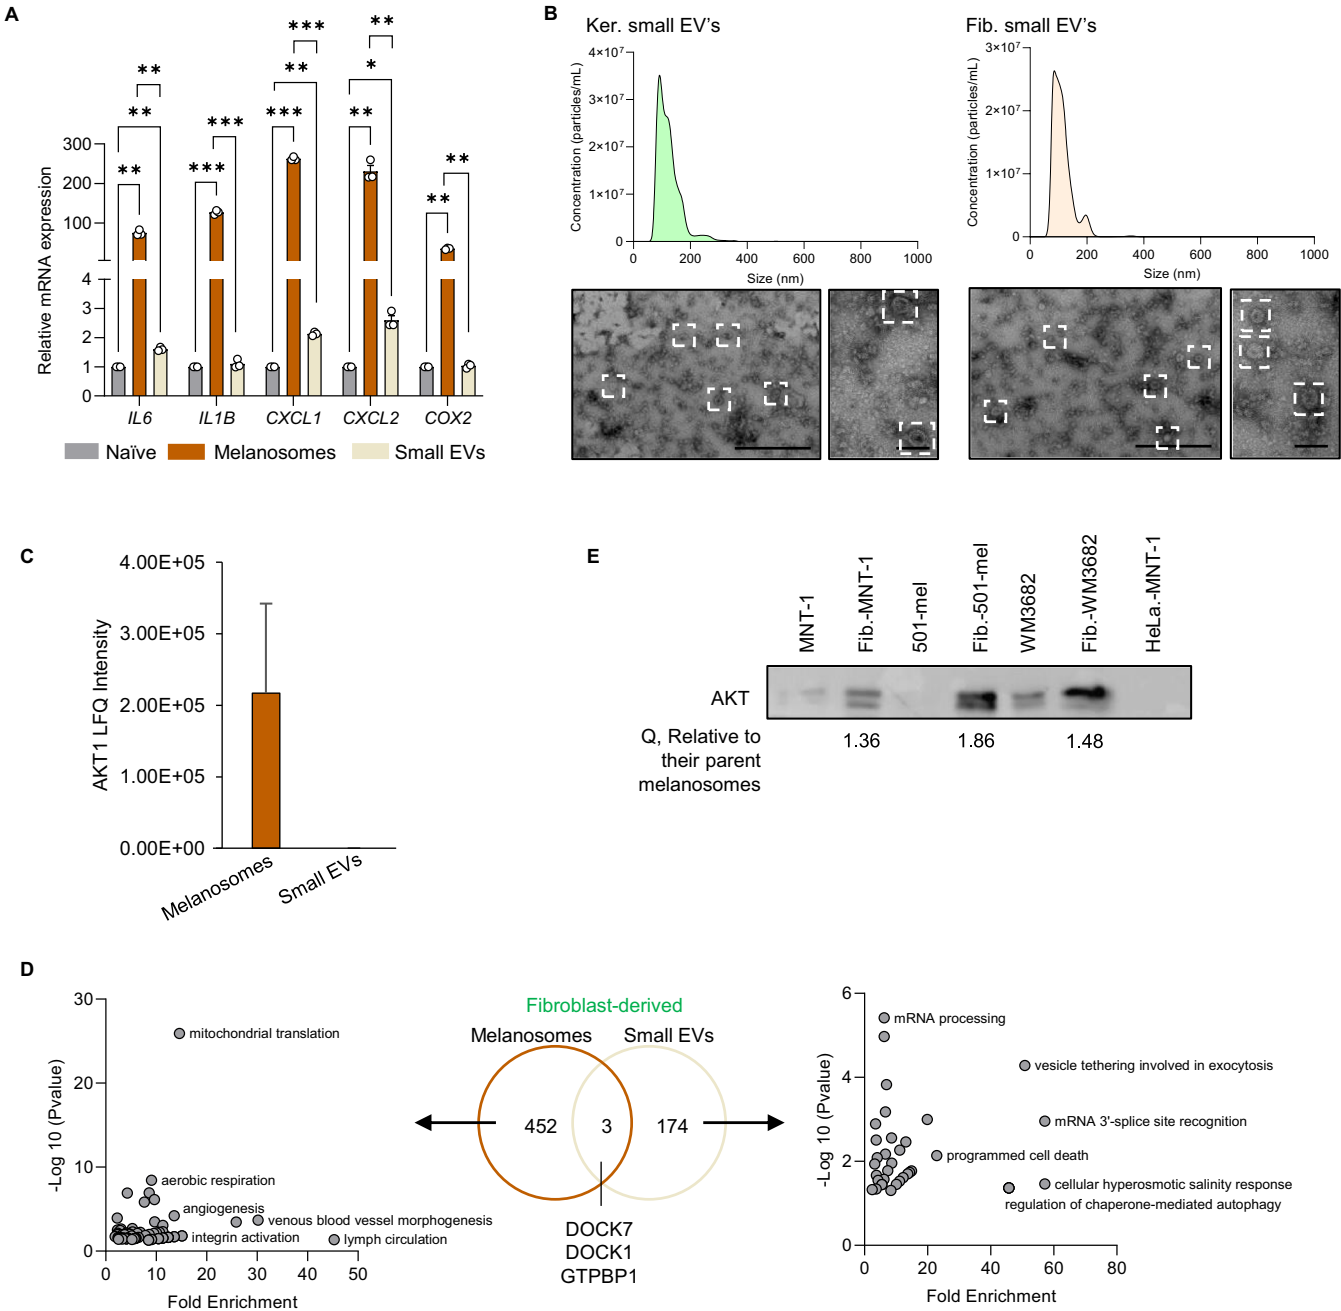 A
** *** ** *
** ** *** *
** *** *** **
** **
Relative mRNA expression
300
200
100
4
3
2
1
0
IL6 IL1B CXCL1 CXCL2 COX2
Naïve Melanosomes Small EVs
B
Ker. small EV's
Concentration (particles/mL)
4×10⁷
3×10⁷
2×10⁷
1×10⁷
0
0 200 400 600 800 1000
Size (nm)
Fib. small EV's
Concentration (particles/mL)
3×10⁷
2×10⁷
1×10⁷
0
0 200 400 600 800 1000
Size (nm)
C
AKT1 LFQ Intensity
4.00E+05
3.00E+05
2.00E+05
1.00E+05
0.00E+00
Melanosomes
Small EVs
E
MNT-1
Fib.-MNT-1
501-mel
Fib.-501-mel
WM3682
Fib.-WM3682
HeLa.-MNT-1
AKT
Q, Relative to
their parent
melanosomes
1.36 1.86 1.48
D
-Log 10 (Pvalue)
30
20
10
0
mitochondrial translation
aerobic respiration
angiogenesis
venous blood vessel morphogenesis
integrin activation
lymph circulation
0 10 20 30 40 50
Fold Enrichment
Fibroblast-derived
Melanosomes Small EVs
452 3 174
DOCK7
DOCK1
GTPBP1
-Log 10 (Pvalue)
6
4
2
0
mRNA processing
vesicle tethering involved in exocytosis
mRNA 3'-splice site recognition
programmed cell death
cellular hyperosmotic salinity response
regulation of chaperone-mediated autophagy
0 20 40 60 80
Fold Enrichment